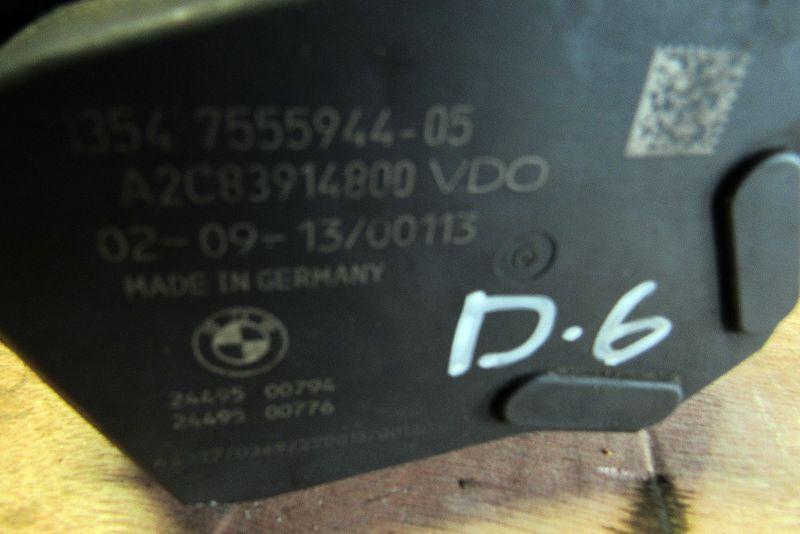 1354 7555944-05
A2C83914800 VDO
02-09-13/00113
MADE IN GERMANY
D.6
24495 00794
24495 00776